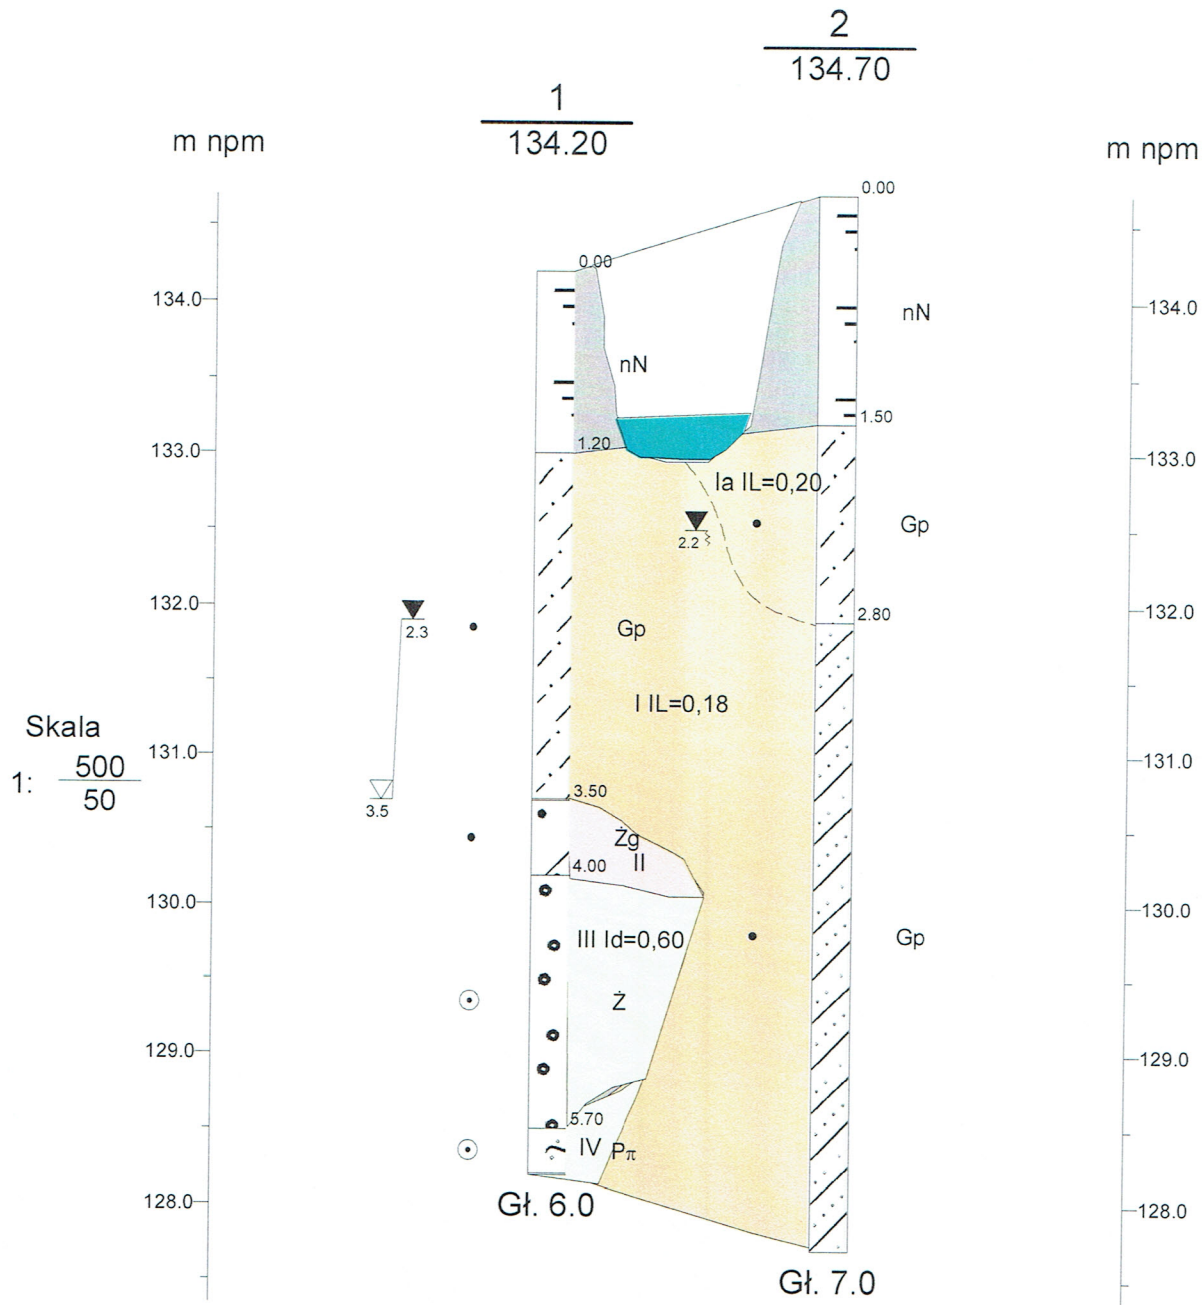 2
134.70
1
134.20
m npm
m npm
0.00
0.00
134.0
134.0
nN
nN
1.50
1.20
133.0
133.0
Ia IL=0,20
Gp
2.2
132.0
132.0
2.80
2.3
Gp
I IL=0,18
Skala
1: 500
50
131.0
131.0
3.50
3.5
Żg
II
4.00
130.0
130.0
III Id=0,60
Gp
Ż
129.0
129.0
5.70
IV Pπ
128.0
128.0
Gł. 6.0
Gł. 7.0